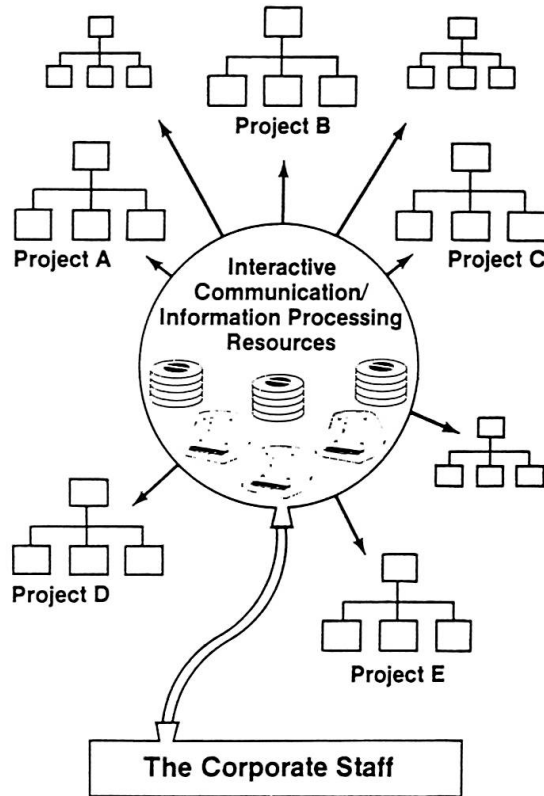 Project B
Project A
Project C
Interactive
Communication/
Information Processing
Resources
Project D
Project E
The Corporate Staff